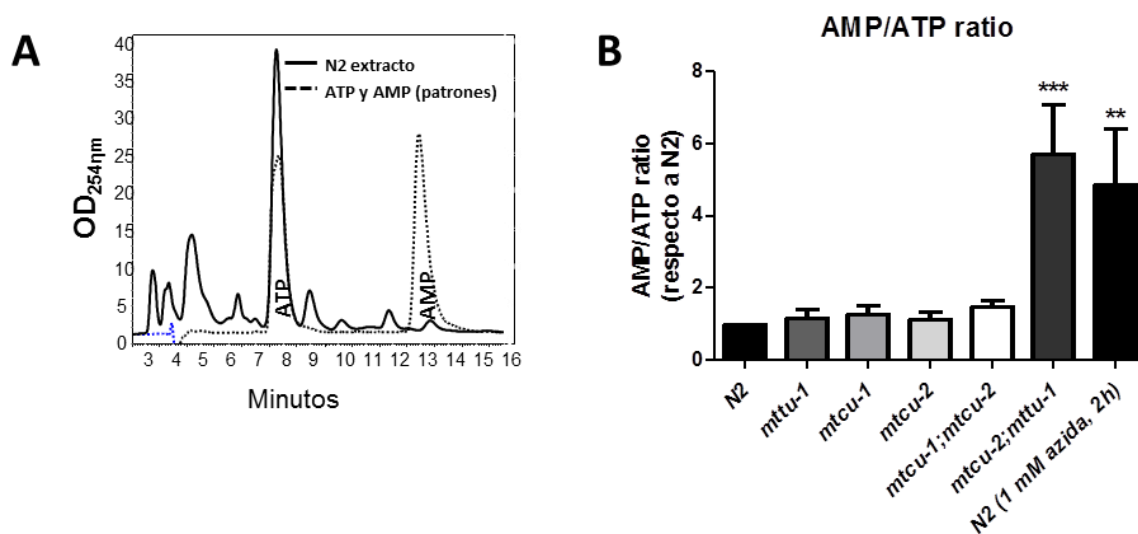 A
40
35
30
25
20
15
10
5
0
OD254ηm
N2 extracto
ATP y AMP (patrones)
ATP
AMP
3 4 5 6 7 8 9 10 11 12 13 14 15 16
Minutos
B
AMP/ATP ratio
AMP/ATP ratio
(respecto a N2)
8
6
4
2
0
***
**
N2
mttu-1
mtcu-1
mtcu-2
mtcu-1;mtcu-2
mtcu-2;mttu-1
N2 (1 mM azida, 2h)